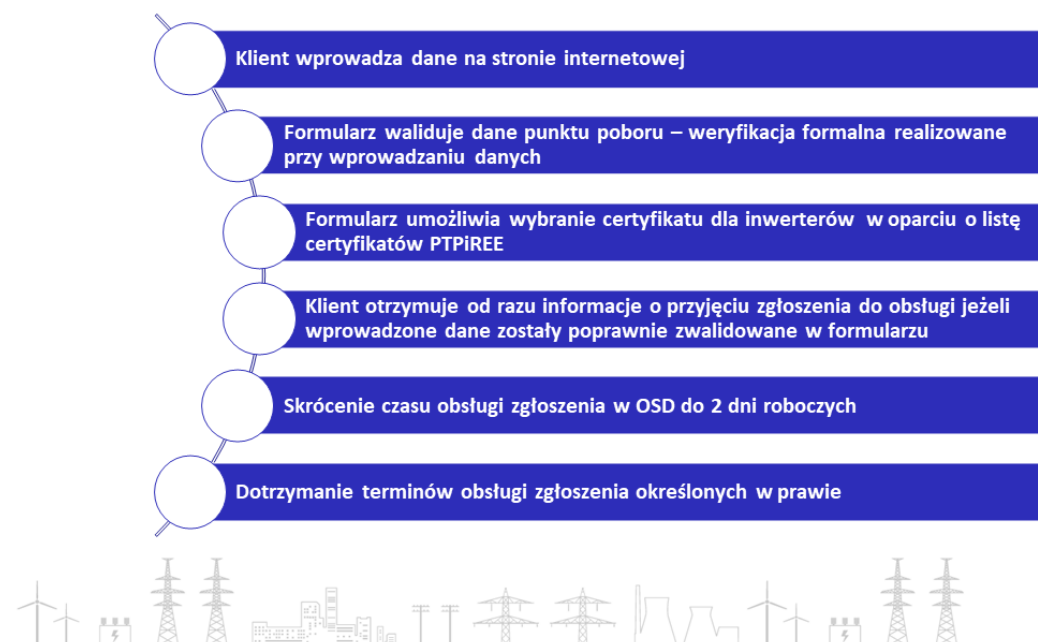 Klient wprowadza dane na stronie internetowej
Formularz waliduje dane punktu poboru – weryfikacja formalna realizowane
przy wprowadzaniu danych
Formularz umożliwia wybranie certyfikatu dla inwerterów w oparciu o listę
certyfikatów PTPiREE
Klient otrzymuje od razu informacje o przyjęciu zgłoszenia do obsługi jeżeli
wprowadzone dane zostały poprawnie zwalidowane w formularzu
Skrócenie czasu obsługi zgłoszenia w OSD do 2 dni roboczych
Dotrzymanie terminów obsługi zgłoszenia określonych w prawie